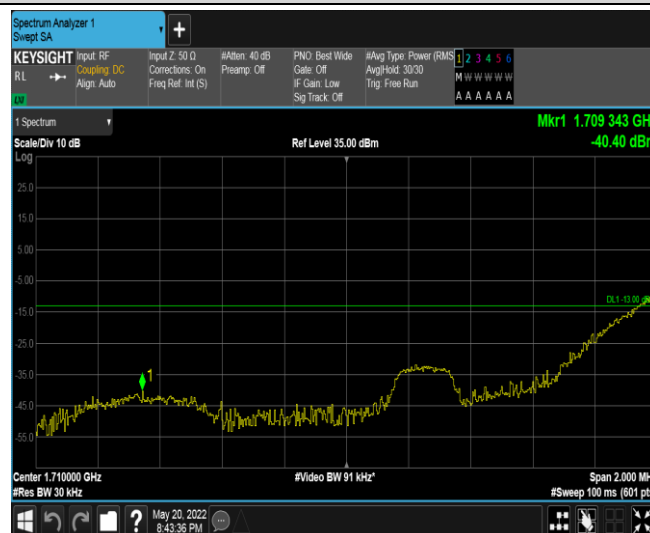 Spectrum Analyzer 1
Swept SA
+
KEYSIGHT Input: RF Input Z: 50 Ω #Atten: 40 dB PNO: Best Wide #Avg Type: Power (RMS 1 2 3 4 5 6
RL Coupling: DC Corrections: On Preamp: Off Gate: Off Avg|Hold: 30/30 M W W W W W
Align: Auto Freq Ref: Int (S) IF Gain: Low Trig: Free Run
Sig Track: Off A A A A A A
LXI
1 Spectrum Mkr1 1.709 343 GH
Scale/Div 10 dB Ref Level 35.00 dBm -40.40 dBr
Log
25.0
15.0
5.00
-5.00
DL1 -13.00 dB
-15.0
-25.0
-35.0
1
-45.0
-55.0
Center 1.710000 GHz #Video BW 91 kHz* Span 2.000 MH
#Res BW 30 kHz #Sweep 100 ms (601 pt
? May 20, 2022
8:43:36 PM